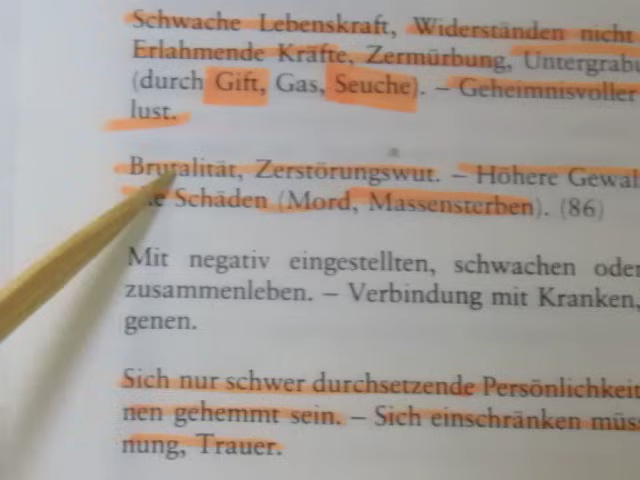 Schwache Lebenskraft, Widerständen nicht
Erlahmende Kräfte, Zermürbung, Untergrabu
(durch Gift, Gas, Seuche). – Geheimnisvoller
lust.
Brutalität, Zerstörungswut. – Höhere Gewal
Schäden (Mord, Massensterben). (86)
Mit negativ eingestellten, schwachen oder
zusammenleben. – Verbindung mit Kranken,
genen.
Sich nur schwer durchsetzende Persönlichkeit
nen gehemmt sein. – Sich einschränken müss
nung, Trauer.